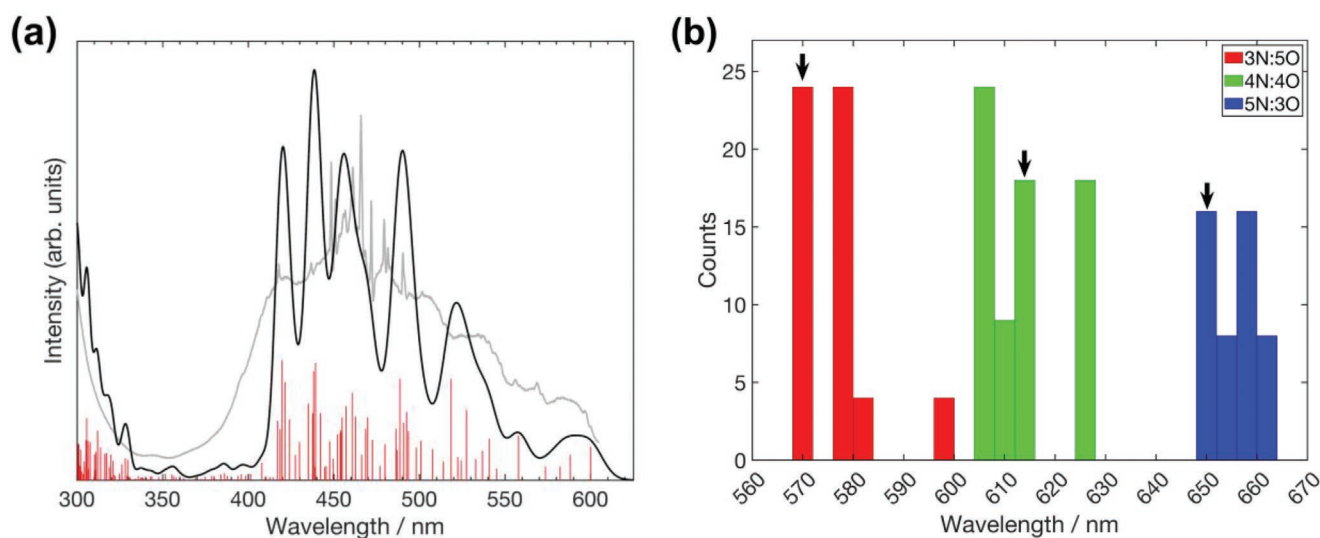 (a)
Intensity (arb. units)
300 350 400 450 500 550 600
Wavelength / nm
(b)
3N:5O
4N:4O
5N:3O
Counts
25
20
15
10
5
0
560 570 580 590 600 610 620 630 640 650 660 670
Wavelength / nm